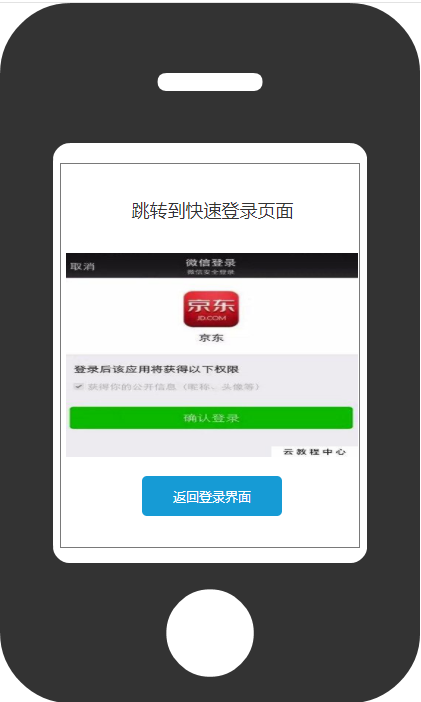 跳转到快速登录页面
取消
微信登录
微信安全登录
京东
JD.COM
京东
登录后该应用将获得以下权限
获得你的公开信息（昵称、头像等）
确认登录
云教程中心
返回登录界面